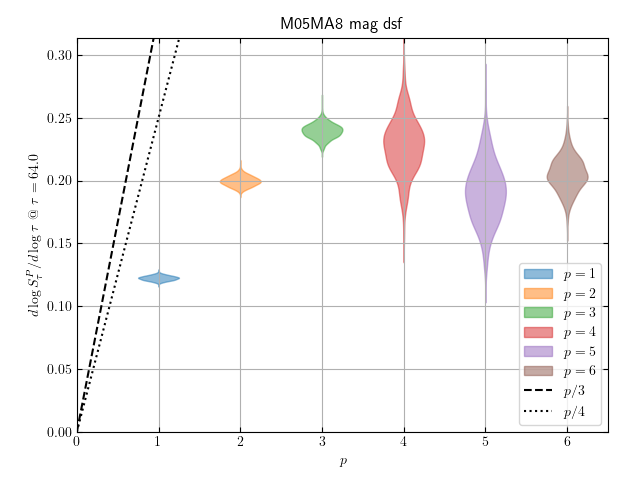 M05MA8 mag dsf
d log S_τ^P / d log τ @ τ = 64.0
0.30
0.25
0.20
0.15
0.10
0.05
0.00
0 1 2 3 4 5 6
p
p = 1
p = 2
p = 3
p = 4
p = 5
p = 6
p/3
p/4